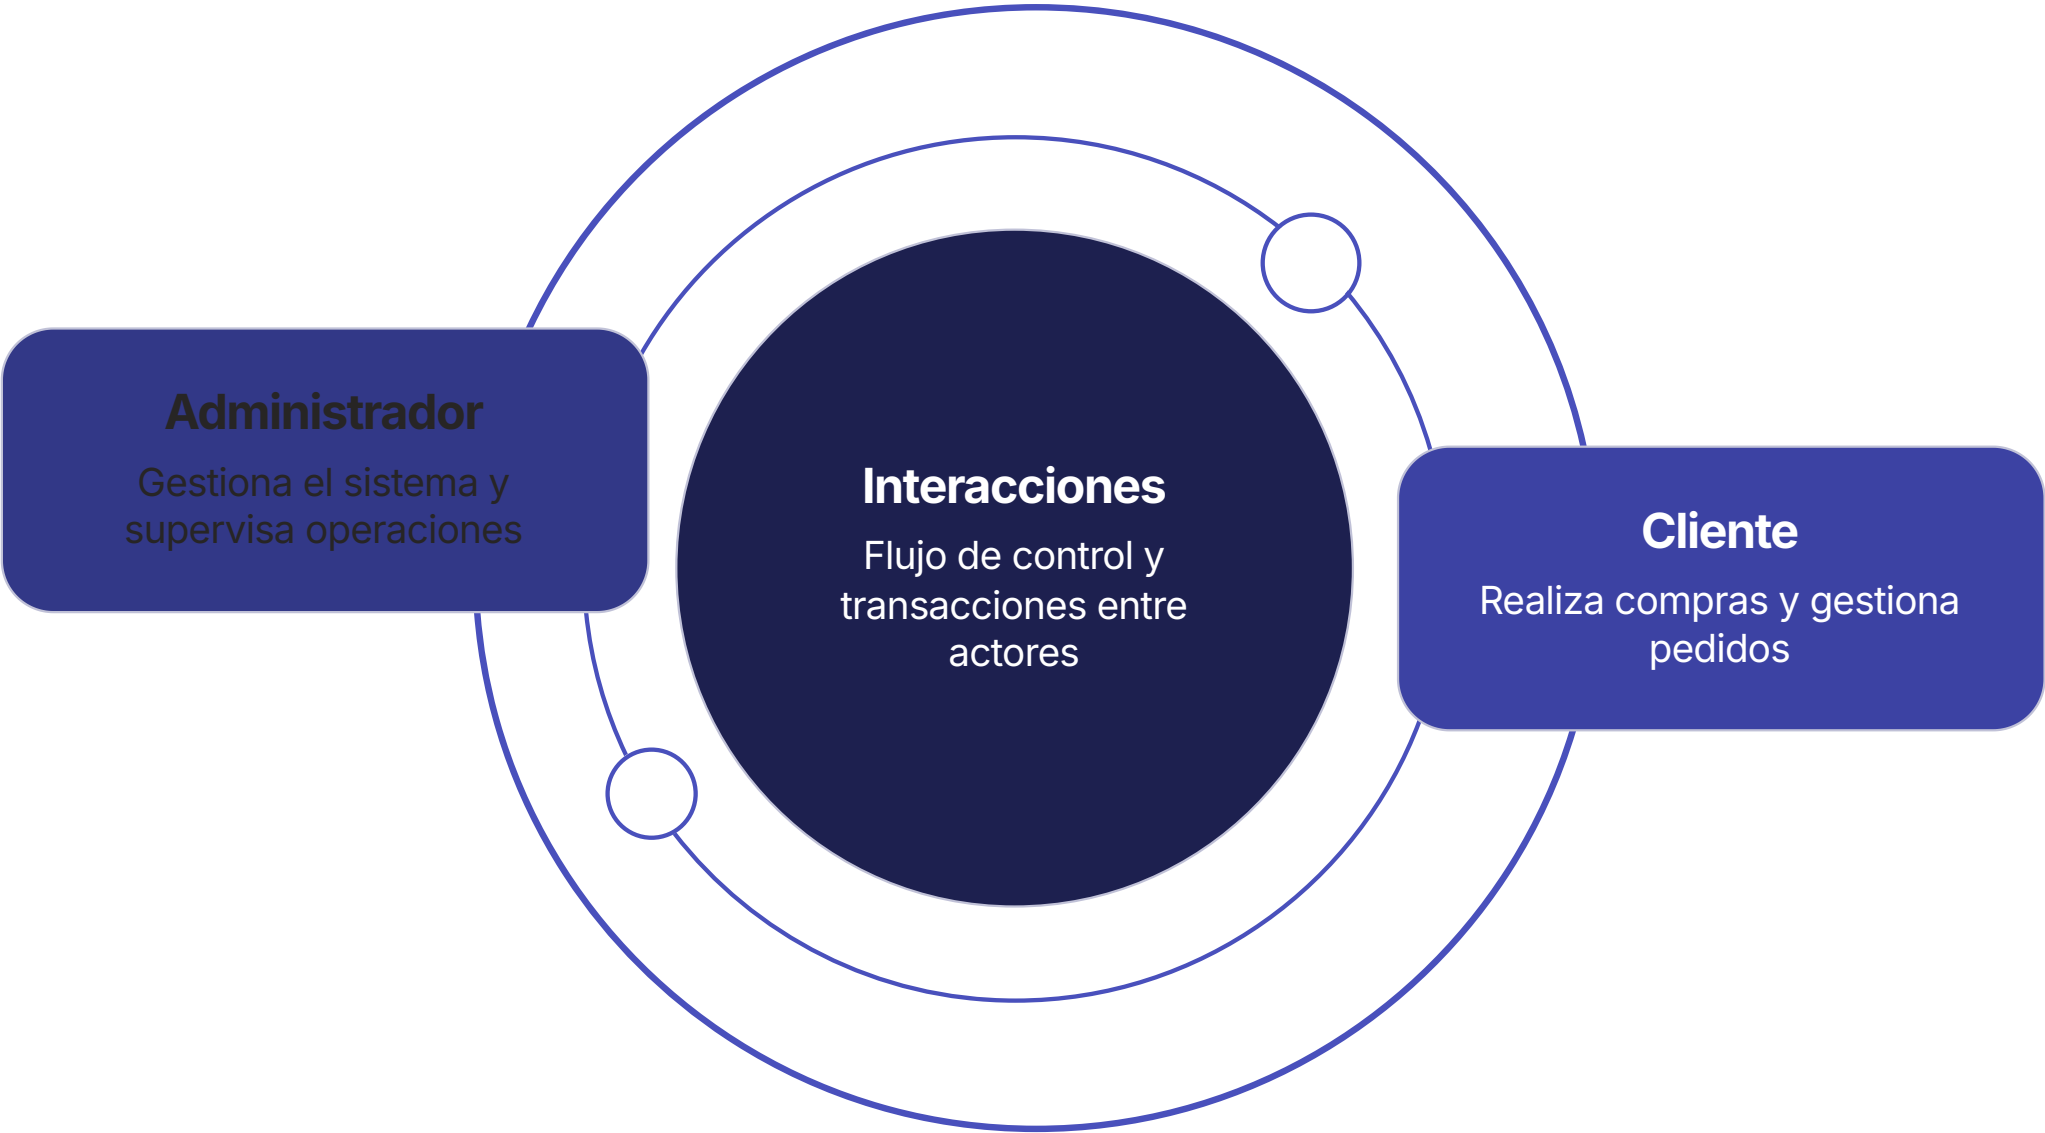 Administrador
Gestiona el sistema y
supervisa operaciones
Interacciones
Flujo de control y
transacciones entre
actores
Cliente
Realiza compras y gestiona
pedidos